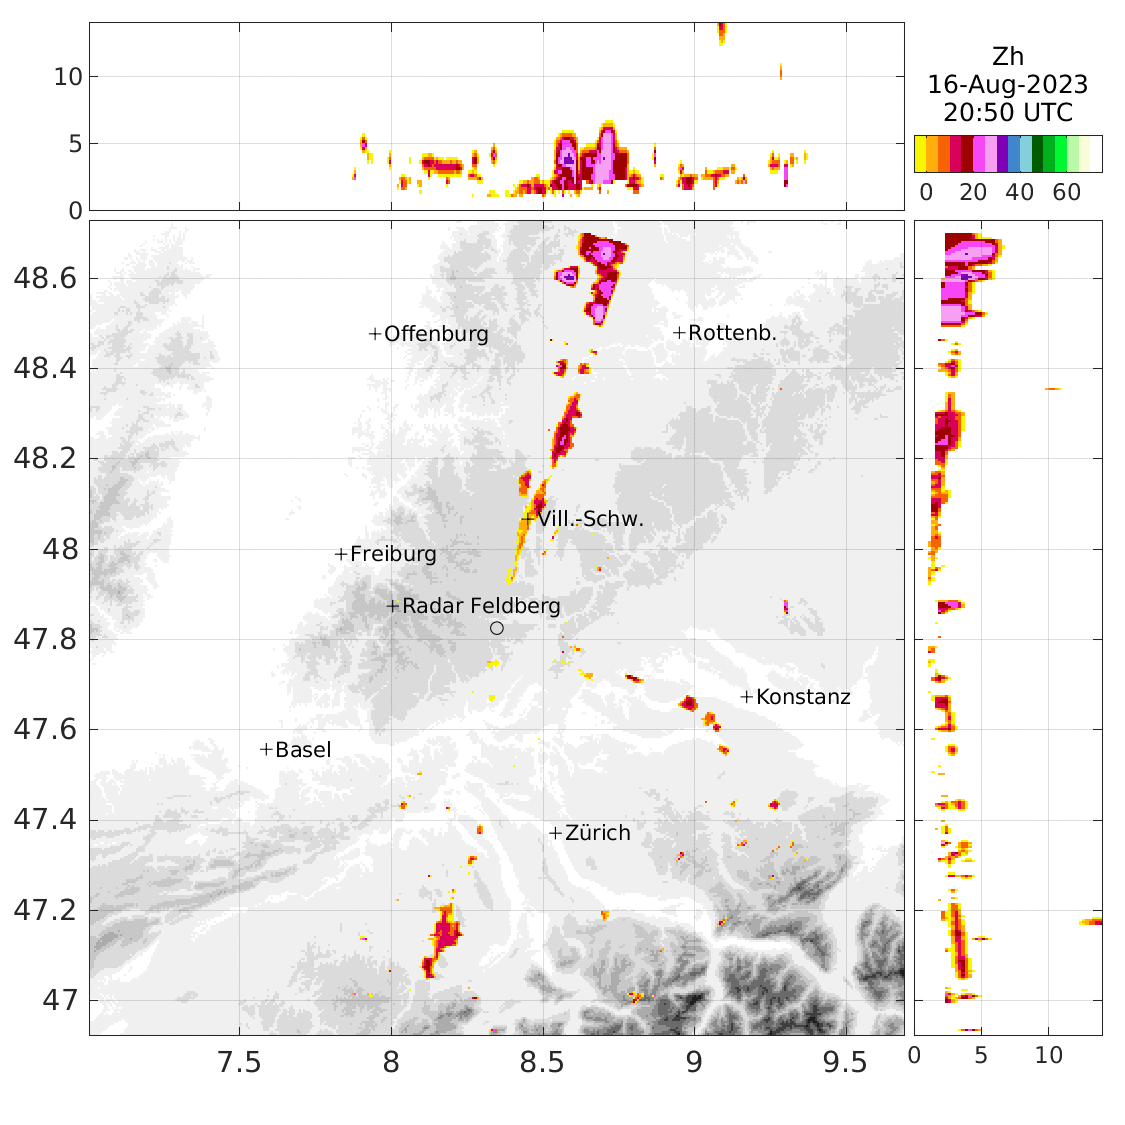 Zh
16-Aug-2023
20:50 UTC
0 20 40 60
10
5
0
48.6
48.4
48.2
48
47.8
47.6
47.4
47.2
47
+Offenburg
+Rottenb.
+Vill.-Schw.
+Freiburg
+Radar Feldberg
+Konstanz
+Basel
+Zürich
7.5 8 8.5 9 9.5
0 5 10